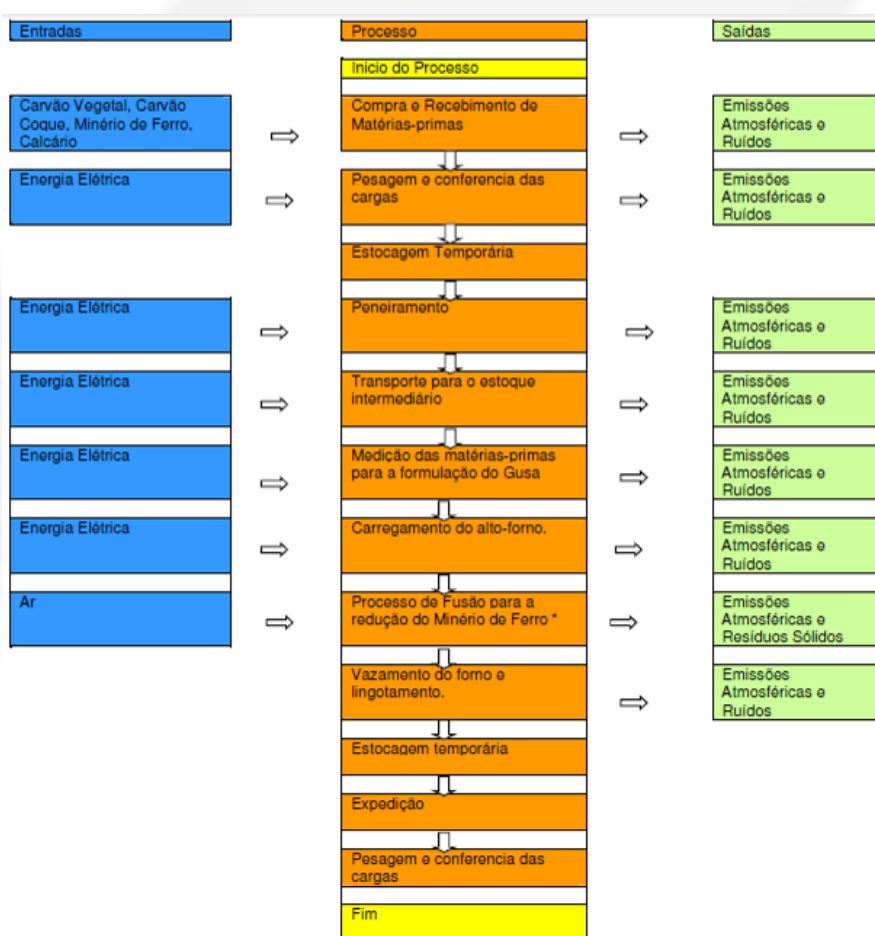 Entradas
Processo
Saídas
Inicio do Processo
Carvão Vegetal, Carvão
Coque, Minério de Ferro,
Calcário
Compra e Recebimento de
Matérias-primas
Emissões
Atmosféricas e
Ruídos
Energia Elétrica
Pesagem e conferencia das
cargas
Emissões
Atmosféricas e
Ruídos
Estocagem Temporária
Energia Elétrica
Peneiramento
Emissões
Atmosféricas e
Ruídos
Energia Elétrica
Transporte para o estoque
intermediário
Emissões
Atmosféricas e
Ruídos
Energia Elétrica
Medição das matérias-primas
para a formulação do Gusa
Emissões
Atmosféricas e
Ruídos
Energia Elétrica
Carregamento do alto-forno.
Emissões
Atmosféricas e
Ruídos
Ar
Processo de Fusão para a
redução do Minério de Ferro *
Emissões
Atmosféricas e
Resíduos Sólidos
Vazamento do forno e
lingotamento.
Emissões
Atmosféricas e
Ruídos
Estocagem temporária
Expedição
Pesagem e conferencia das
cargas
Fim